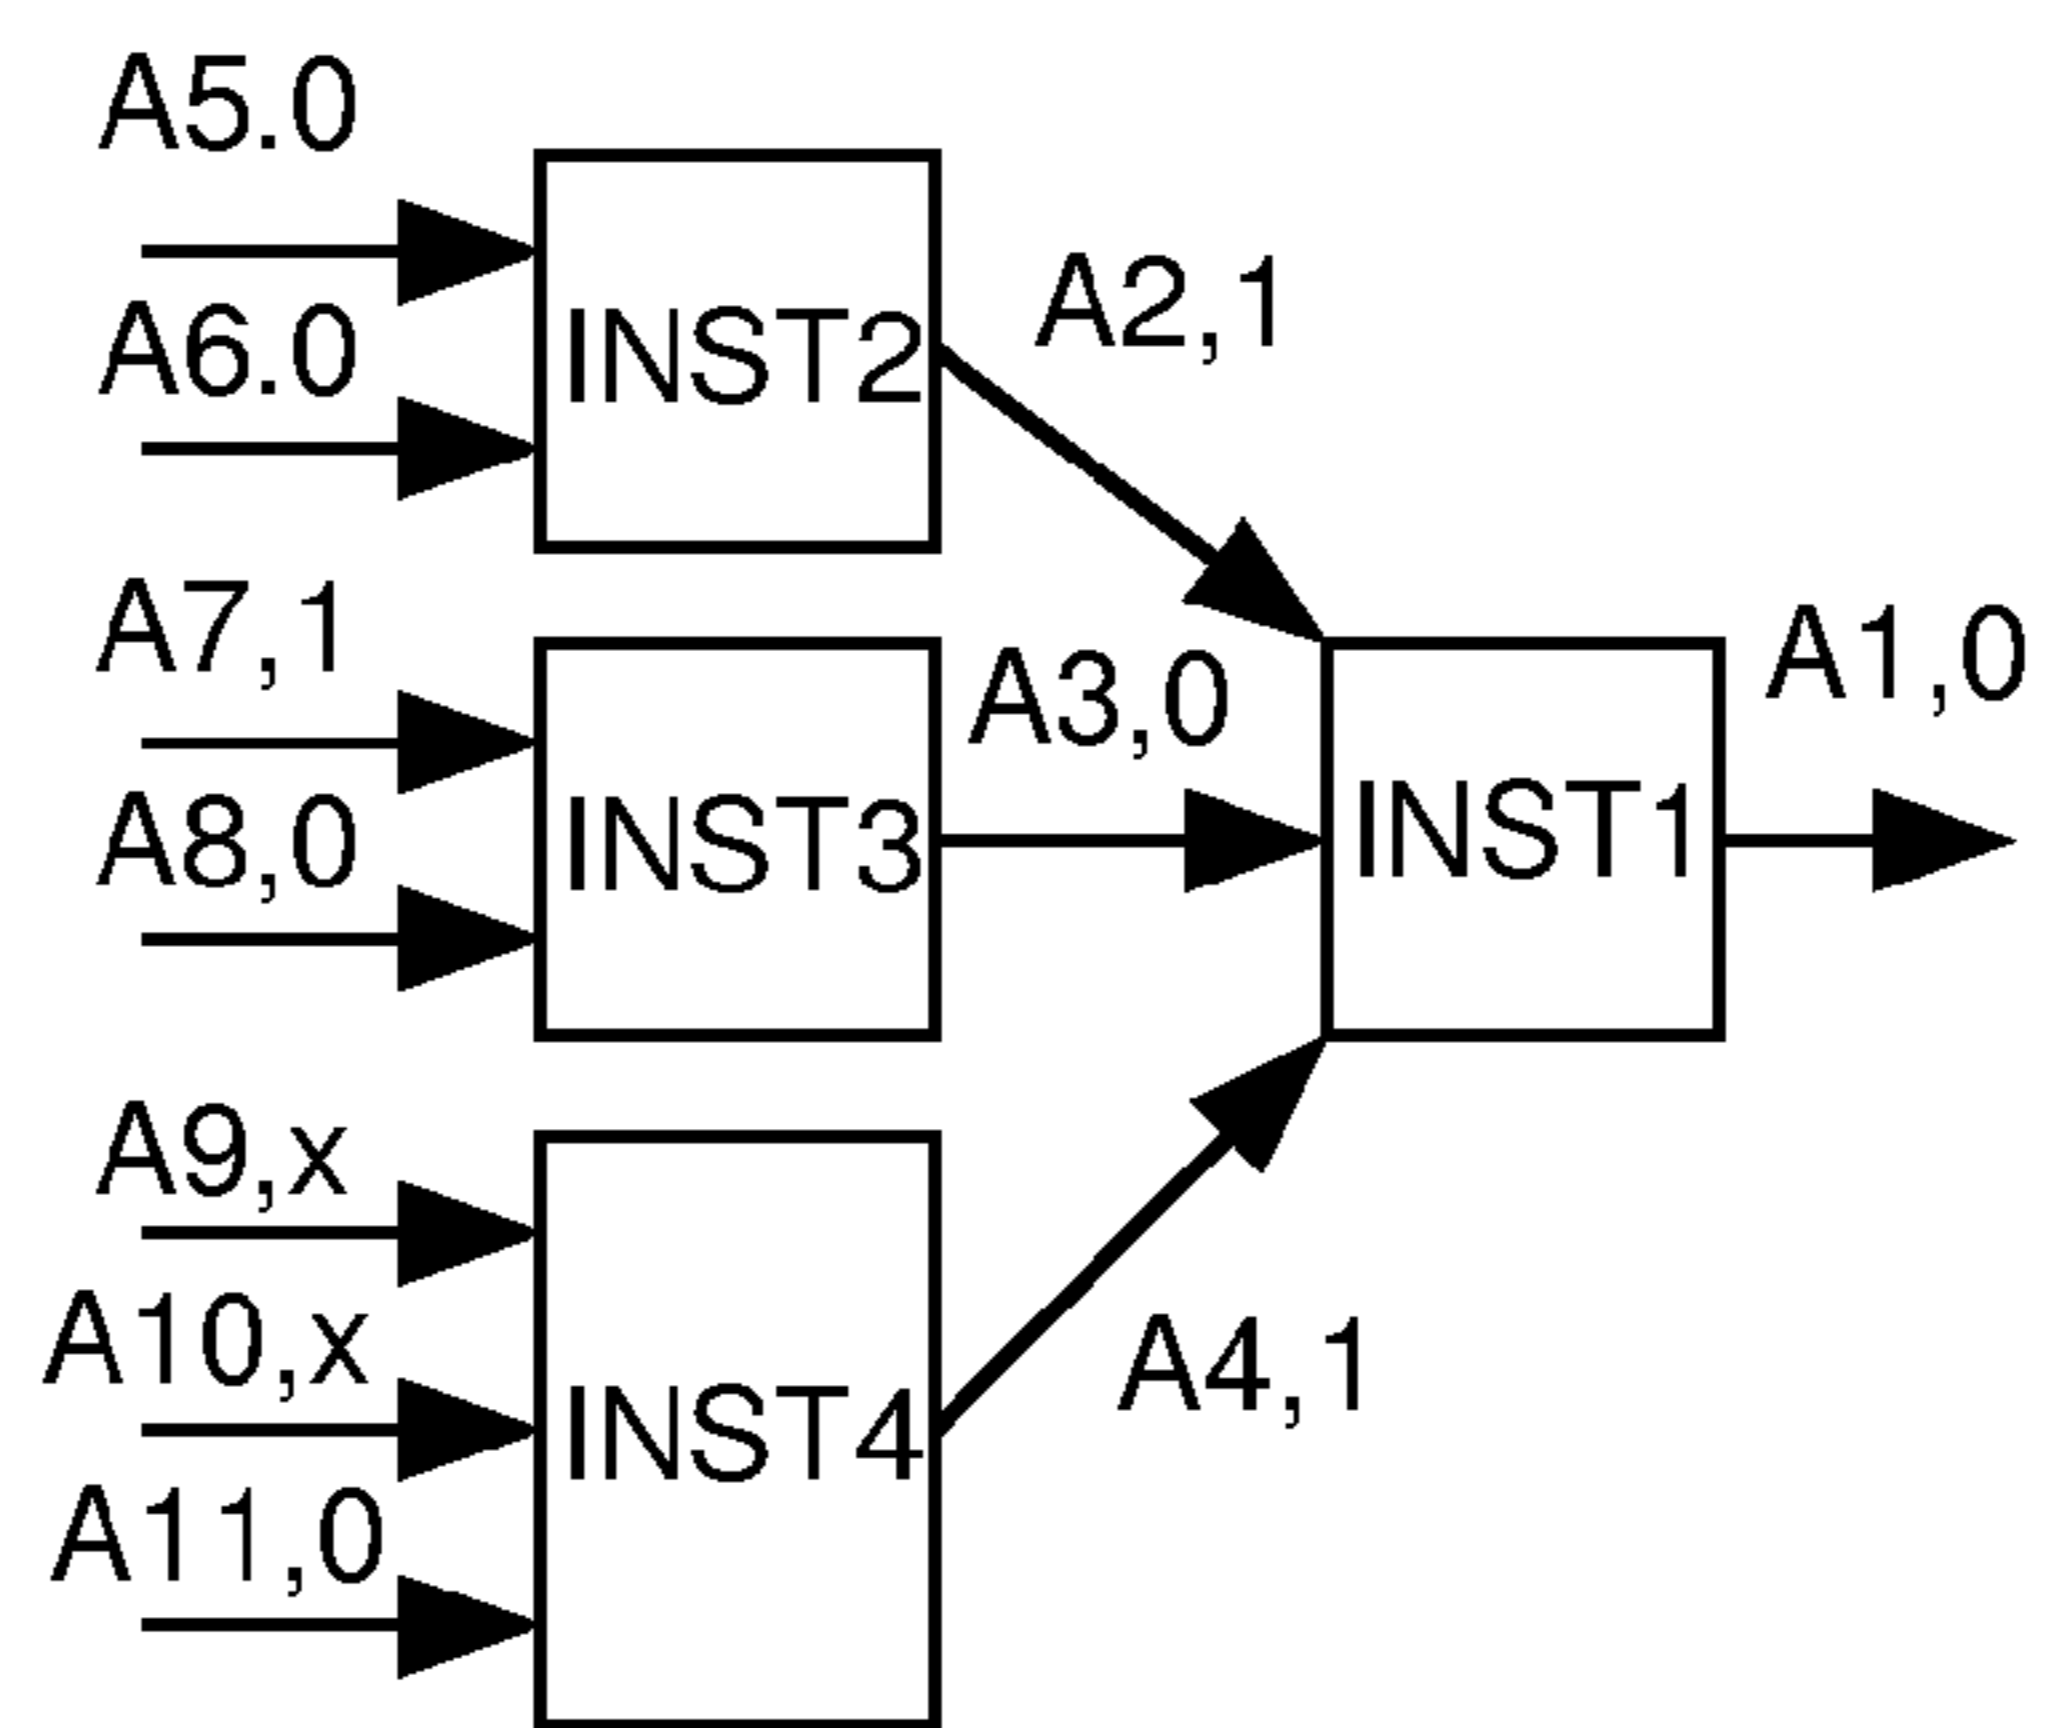 A5.0
A6.0
INST2
A2,1
A7,1
A8,0
INST3
A3,0
INST1
A1,0
A9,x
A10,x
A11,0
INST4
A4,1